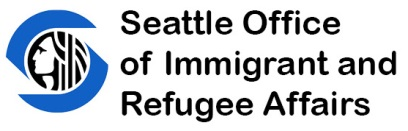 Seattle Office
of Immigrant and
Refugee Affairs